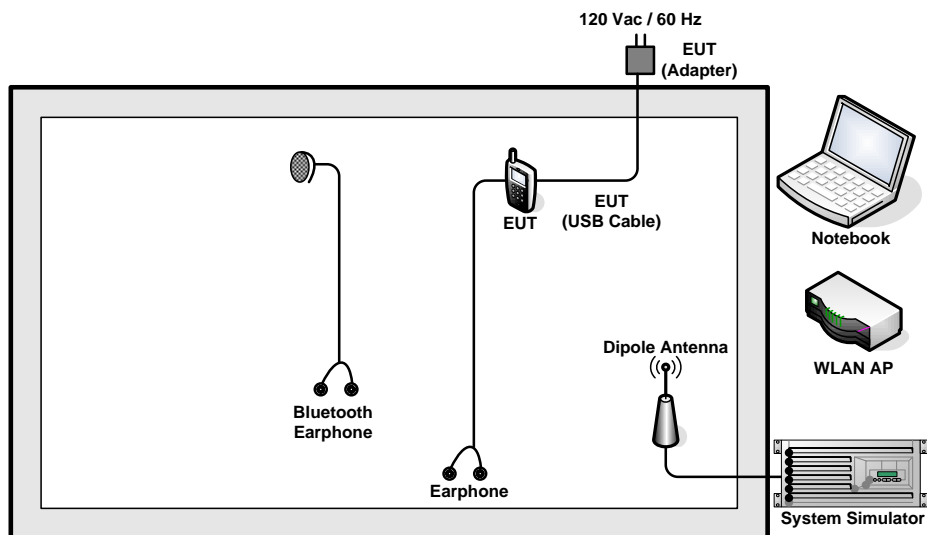 120 Vac / 60 Hz
EUT
(Adapter)
EUT
EUT
(USB Cable)
Notebook
Dipole Antenna
WLAN AP
Bluetooth
Earphone
Earphone
System Simulator